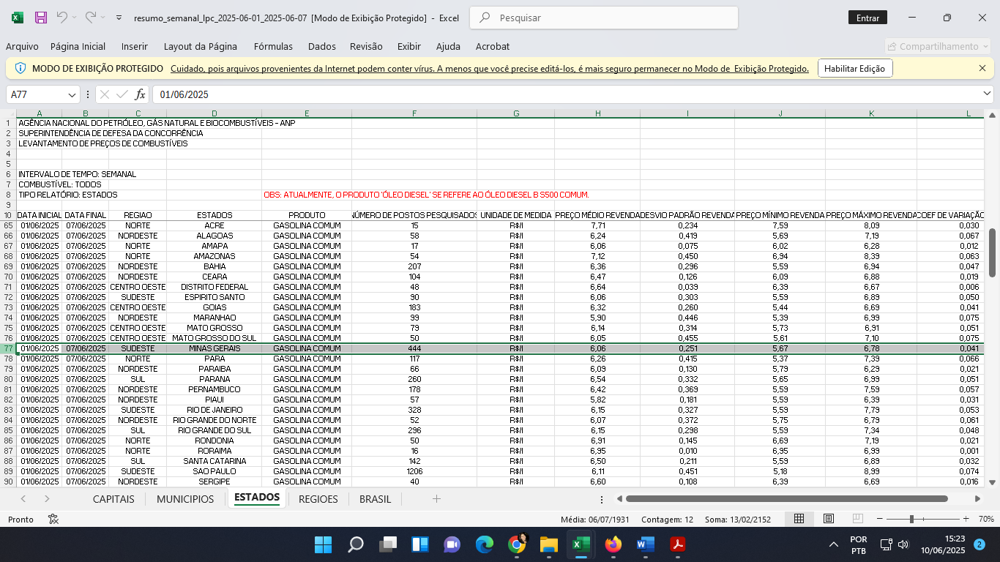 resumo_semanal_lpc_2025-06-01_2025-06-07 [Modo de Exibição Protegido] - Excel
Pesquisar
Entrar
Arquivo Página Inicial Inserir Layout da Página Fórmulas Dados Revisão Exibir Ajuda Acrobat
Compartilhamento
MODO DE EXIBIÇÃO PROTEGIDO Cuidado, pois arquivos provenientes da Internet podem conter vírus. A menos que você precise editá-los, é mais seguro permanecer no Modo de Exibição Protegido. Habilitar Edição
A77 fx 01/06/2025
A B C D E F G H I J K L
1 AGÊNCIA NACIONAL DO PETRÓLEO, GÁS NATURAL E BIOCOMBUSTÍVEIS - ANP
2 SUPERINTENDÊNCIA DE DEFESA DA CONCORRÊNCIA
3 LEVANTAMENTO DE PREÇOS DE COMBUSTÍVEIS
4
5
6 INTERVALO DE TEMPO: SEMANAL
7 COMBUSTÍVEL: TODOS
8 TIPO RELATÓRIO: ESTADOS OBS: ATUALMENTE, O PRODUTO 'ÓLEO DIESEL' SE REFERE AO ÓLEO DIESEL B S500 COMUM.
9
10 DATA INICIAL DATA FINAL REGIAO ESTADOS PRODUTO NÚMERO DE POSTOS PESQUISADOS UNIDADE DE MEDIDA PREÇO MÉDIO REVENDA DESVIO PADRÃO REVENDA PREÇO MÍNIMO REVENDA PREÇO MÁXIMO REVENDA COEF DE VARIAÇÃO
65 01/06/2025 07/06/2025 NORTE ACRE GASOLINA COMUM 15 R$/l 7,71 0,234 7,59 8,09 0,030
66 01/06/2025 07/06/2025 NORDESTE ALAGOAS GASOLINA COMUM 58 R$/l 6,24 0,419 5,69 7,19 0,067
67 01/06/2025 07/06/2025 NORTE AMAPA GASOLINA COMUM 17 R$/l 6,06 0,075 6,02 6,28 0,012
68 01/06/2025 07/06/2025 NORTE AMAZONAS GASOLINA COMUM 54 R$/l 7,12 0,450 6,94 8,39 0,063
69 01/06/2025 07/06/2025 NORDESTE BAHIA GASOLINA COMUM 207 R$/l 6,36 0,296 5,59 6,94 0,047
70 01/06/2025 07/06/2025 NORDESTE CEARA GASOLINA COMUM 104 R$/l 6,47 0,126 6,09 6,88 0,019
71 01/06/2025 07/06/2025 CENTRO OESTE DISTRITO FEDERAL GASOLINA COMUM 48 R$/l 6,64 0,039 6,39 6,67 0,006
72 01/06/2025 07/06/2025 SUDESTE ESPIRITO SANTO GASOLINA COMUM 90 R$/l 6,06 0,303 5,59 6,89 0,050
73 01/06/2025 07/06/2025 CENTRO OESTE GOIAS GASOLINA COMUM 183 R$/l 6,32 0,260 5,44 6,69 0,041
74 01/06/2025 07/06/2025 NORDESTE MARANHAO GASOLINA COMUM 99 R$/l 5,90 0,446 5,39 6,99 0,075
75 01/06/2025 07/06/2025 CENTRO OESTE MATO GROSSO GASOLINA COMUM 79 R$/l 6,14 0,314 5,73 6,91 0,051
76 01/06/2025 07/06/2025 CENTRO OESTE MATO GROSSO DO SUL GASOLINA COMUM 50 R$/l 6,05 0,455 5,61 7,10 0,075
77 01/06/2025 07/06/2025 SUDESTE MINAS GERAIS GASOLINA COMUM 444 R$/l 6,06 0,251 5,67 6,78 0,041
78 01/06/2025 07/06/2025 NORTE PARA GASOLINA COMUM 117 R$/l 6,26 0,415 5,37 7,39 0,066
79 01/06/2025 07/06/2025 NORDESTE PARAIBA GASOLINA COMUM 66 R$/l 6,09 0,130 5,79 6,29 0,021
80 01/06/2025 07/06/2025 SUL PARANA GASOLINA COMUM 260 R$/l 6,54 0,332 5,65 6,99 0,051
81 01/06/2025 07/06/2025 NORDESTE PERNAMBUCO GASOLINA COMUM 178 R$/l 6,42 0,369 5,59 7,59 0,057
82 01/06/2025 07/06/2025 NORDESTE PIAUI GASOLINA COMUM 57 R$/l 5,82 0,181 5,59 6,39 0,031
83 01/06/2025 07/06/2025 SUDESTE RIO DE JANEIRO GASOLINA COMUM 328 R$/l 6,15 0,327 5,59 7,79 0,053
84 01/06/2025 07/06/2025 NORDESTE RIO GRANDE DO NORTE GASOLINA COMUM 52 R$/l 6,07 0,372 5,75 6,79 0,061
85 01/06/2025 07/06/2025 SUL RIO GRANDE DO SUL GASOLINA COMUM 296 R$/l 6,15 0,298 5,59 7,34 0,048
86 01/06/2025 07/06/2025 NORTE RONDONIA GASOLINA COMUM 50 R$/l 6,91 0,145 6,69 7,19 0,021
87 01/06/2025 07/06/2025 NORTE RORAIMA GASOLINA COMUM 16 R$/l 6,95 0,010 6,95 6,99 0,001
88 01/06/2025 07/06/2025 SUL SANTA CATARINA GASOLINA COMUM 142 R$/l 6,50 0,211 5,59 6,89 0,032
89 01/06/2025 07/06/2025 SUDESTE SAO PAULO GASOLINA COMUM 1206 R$/l 6,11 0,451 5,18 8,99 0,074
90 01/06/2025 07/06/2025 NORDESTE SERGIPE GASOLINA COMUM 40 R$/l 6,60 0,108 6,39 6,69 0,016
CAPITAIS MUNICIPIOS ESTADOS REGIOES BRASIL
Pronto Média: 06/07/1931 Contagem: 12 Soma: 13/02/2152 70%
POR 15:23
PTB 10/06/2025 2